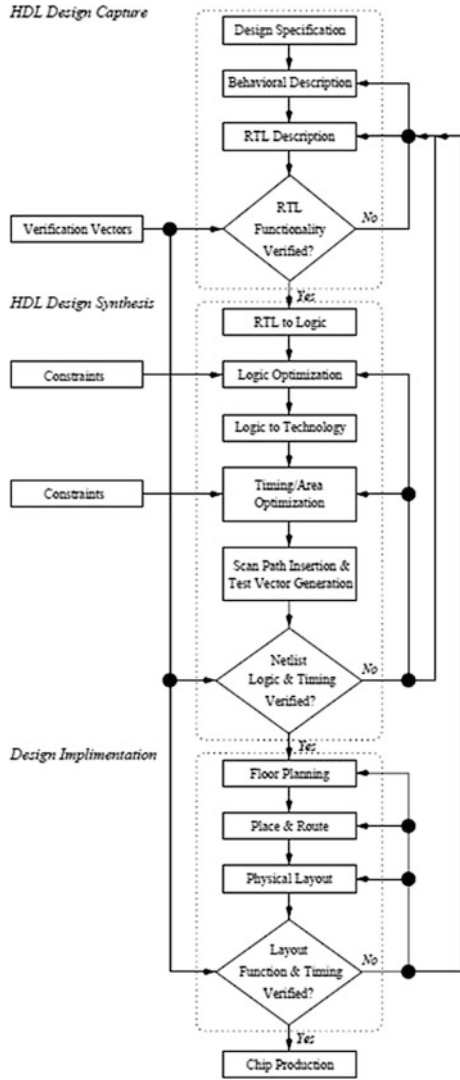 HDL Design Capture
Design Specification
Behavioral Description
RTL Description
RTL
Functionality
Verified?
No
Verification Vectors
Yes
HDL Design Synthesis
RTL to Logic
Constraints
Logic Optimization
Logic to Technology
Constraints
Timing/Area
Optimization
Scan Path Insertion &
Test Vector Generation
Netlist
Logic & Timing
Verified?
No
Yes
Design Implimentation
Floor Planning
Place & Route
Physical Layout
Layout
Function & Timing
Verified?
No
Yes
Chip Production